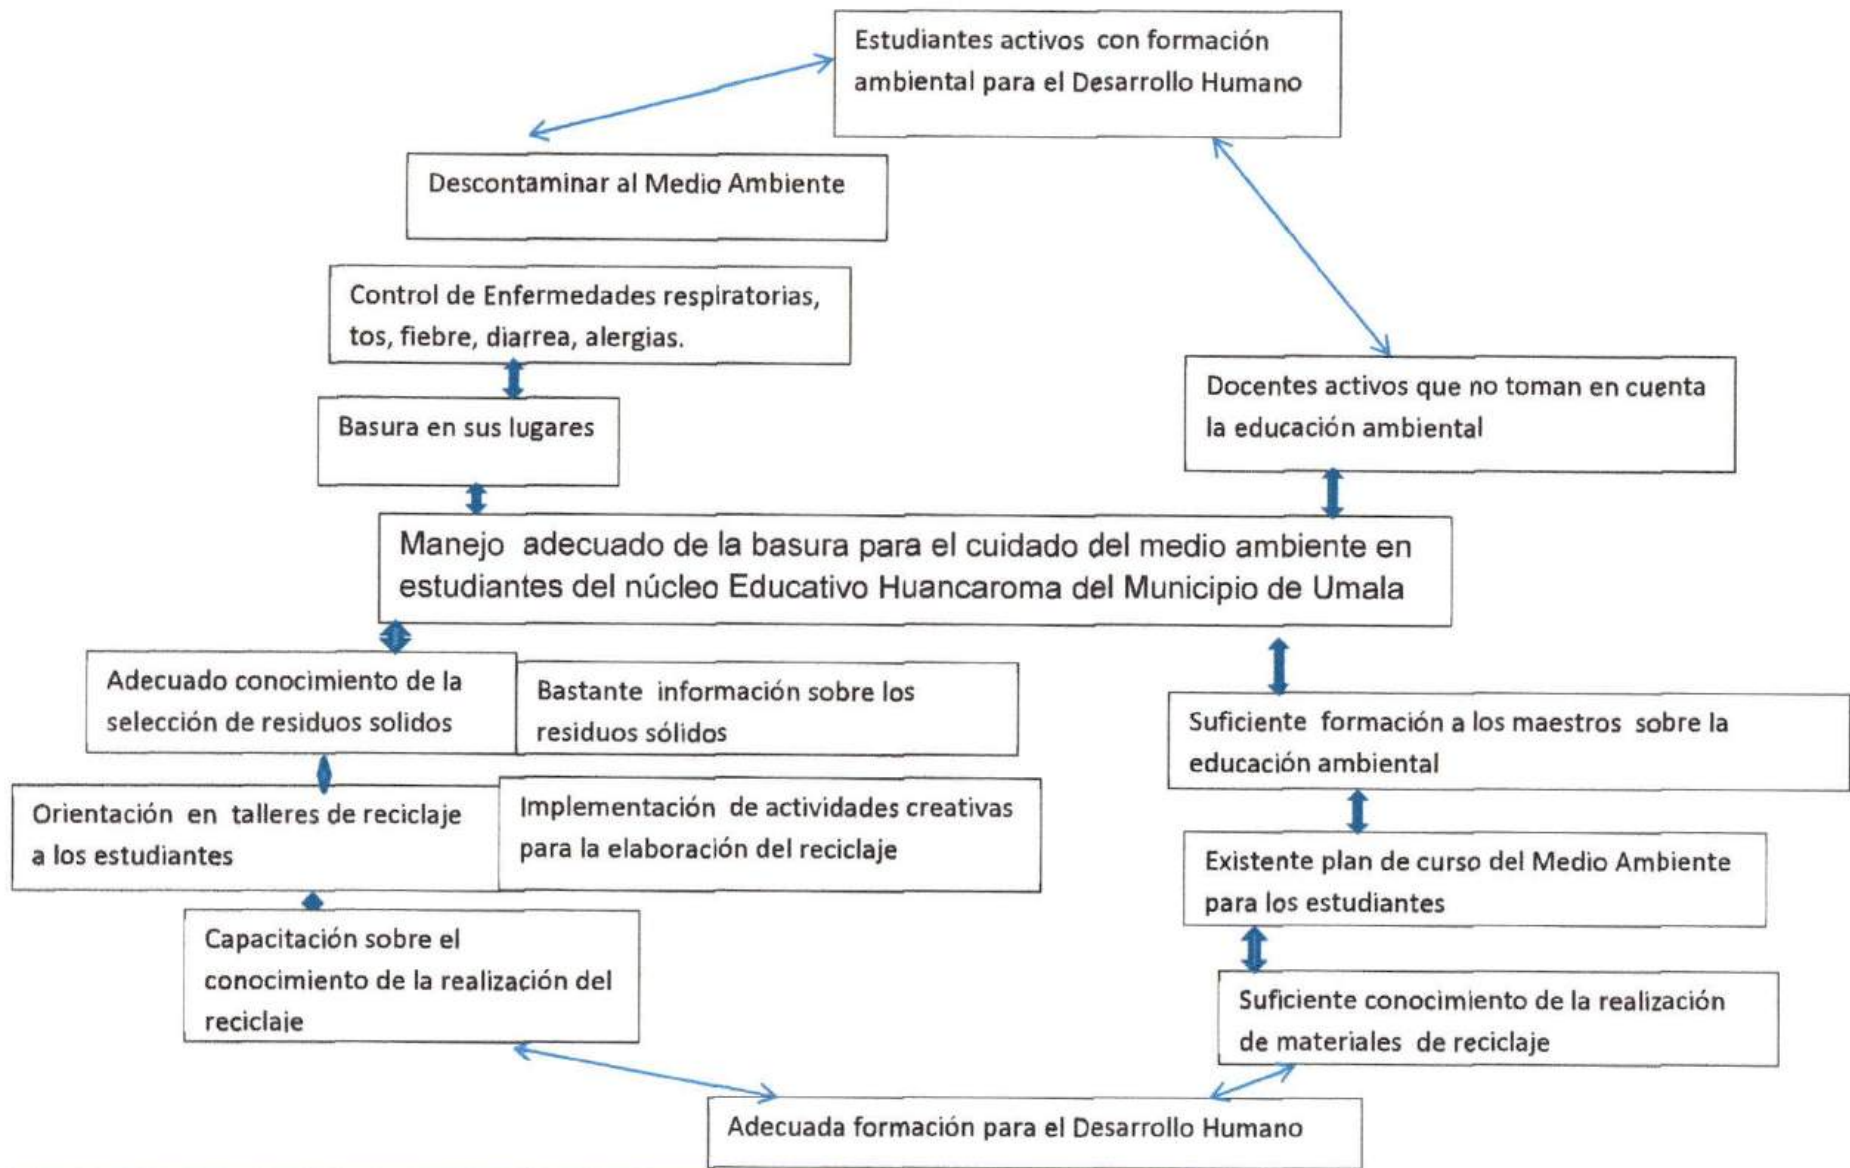 Estudiantes activos con formación
ambiental para el Desarrollo Humano
Descontaminar al Medio Ambiente
Control de Enfermedades respiratorias,
tos, fiebre, diarrea, alergias.
Docentes activos que no toman en cuenta
la educación ambiental
Basura en sus lugares
Manejo adecuado de la basura para el cuidado del medio ambiente en
estudiantes del núcleo Educativo Huancaroma del Municipio de Umala
Adecuado conocimiento de la
selección de residuos solidos
Bastante información sobre los
residuos sólidos
Suficiente formación a los maestros sobre la
educación ambiental
Orientación en talleres de reciclaje
a los estudiantes
Implementación de actividades creativas
para la elaboración del reciclaje
Existente plan de curso del Medio Ambiente
para los estudiantes
Capacitación sobre el
conocimiento de la realización del
reciclaje
Suficiente conocimiento de la realización
de materiales de reciclaje
Adecuada formación para el Desarrollo Humano